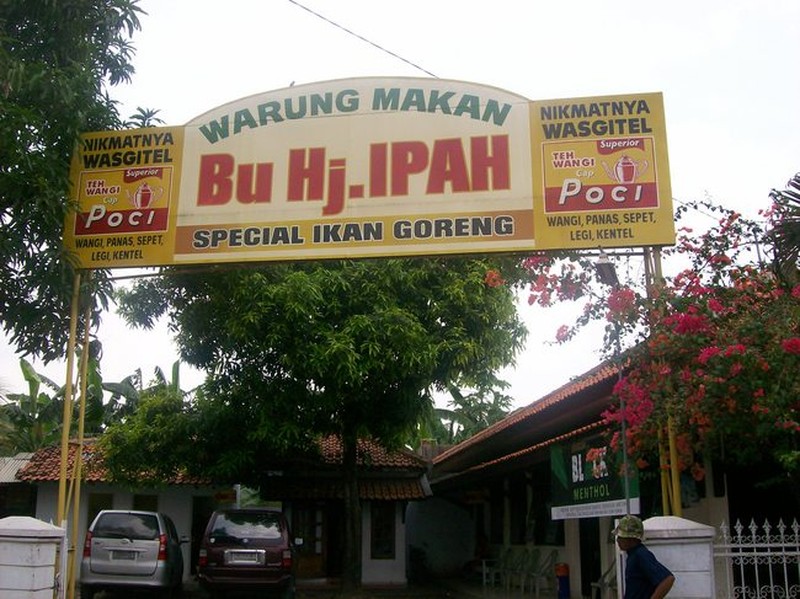 NIKMATNYA
WASGITEL
Superior
TEH
WANGI
Cap
Poci
WANGI, PANAS, SEPET,
LEGI, KENTEL
WARUNG MAKAN
Bu Hj.IPAH
SPECIAL IKAN GORENG
NIKMATNYA
WASGITEL
Superior
TEH
WANGI
Cap
Poci
WANGI, PANAS, SEPET,
LEGI, KENTEL
BLACK
MENTHOL